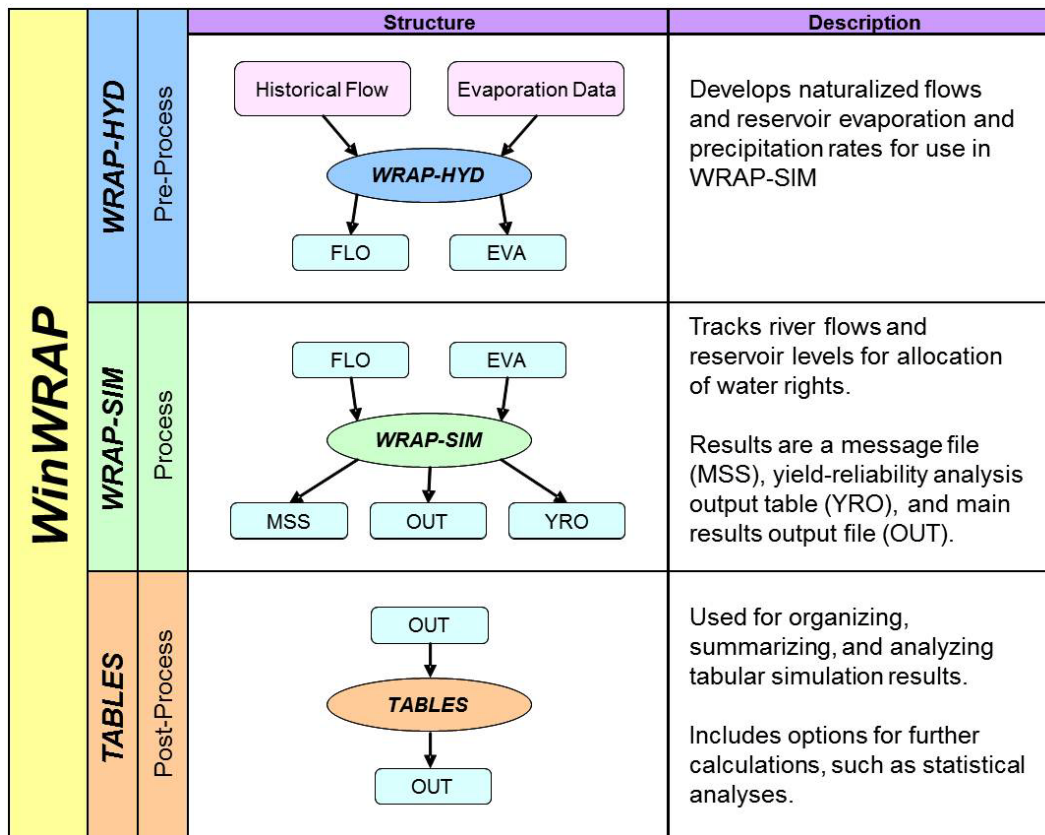 Structure
Description
WinWRAP
WRAP-HYD
Pre-Process
Historical Flow
Evaporation Data
WRAP-HYD
FLO
EVA
Develops naturalized flows
and reservoir evaporation and
precipitation rates for use in
WRAP-SIM
WRAP-SIM
Process
FLO
EVA
WRAP-SIM
MSS
OUT
YRO
Tracks river flows and
reservoir levels for allocation
of water rights.
Results are a message file
(MSS), yield-reliability analysis
output table (YRO), and main
results output file (OUT).
TABLES
Post-Process
OUT
TABLES
OUT
Used for organizing,
summarizing, and analyzing
tabular simulation results.
Includes options for further
calculations, such as statistical
analyses.